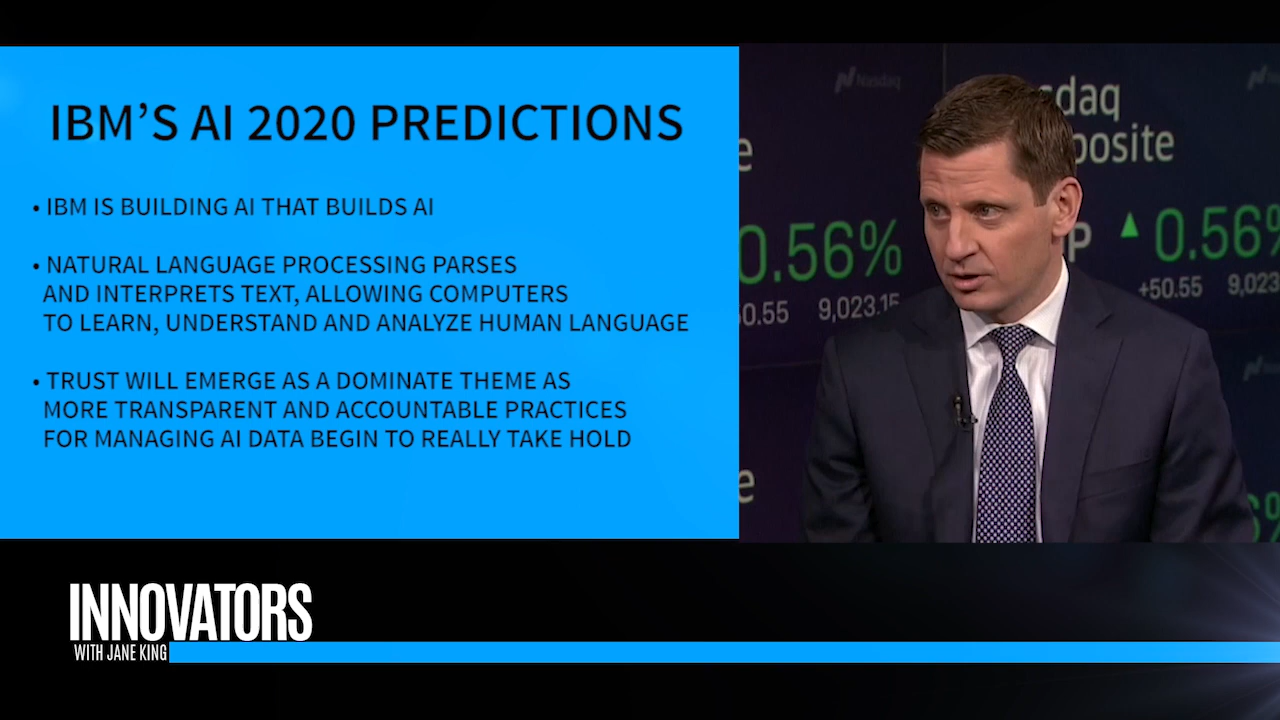 IBM'S AI 2020 PREDICTIONS
• IBM IS BUILDING AI THAT BUILDS AI
• NATURAL LANGUAGE PROCESSING PARSES
AND INTERPRETS TEXT, ALLOWING COMPUTERS
TO LEARN, UNDERSTAND AND ANALYZE HUMAN LANGUAGE
• TRUST WILL EMERGE AS A DOMINATE THEME AS
MORE TRANSPARENT AND ACCOUNTABLE PRACTICES
FOR MANAGING AI DATA BEGIN TO REALLY TAKE HOLD
Nasdaq
sdaq
posite
0.56%
▲ 0.56%
+50.55
9,023.15
+50.55 9,023
INNOVATORS
WITH JANE KING